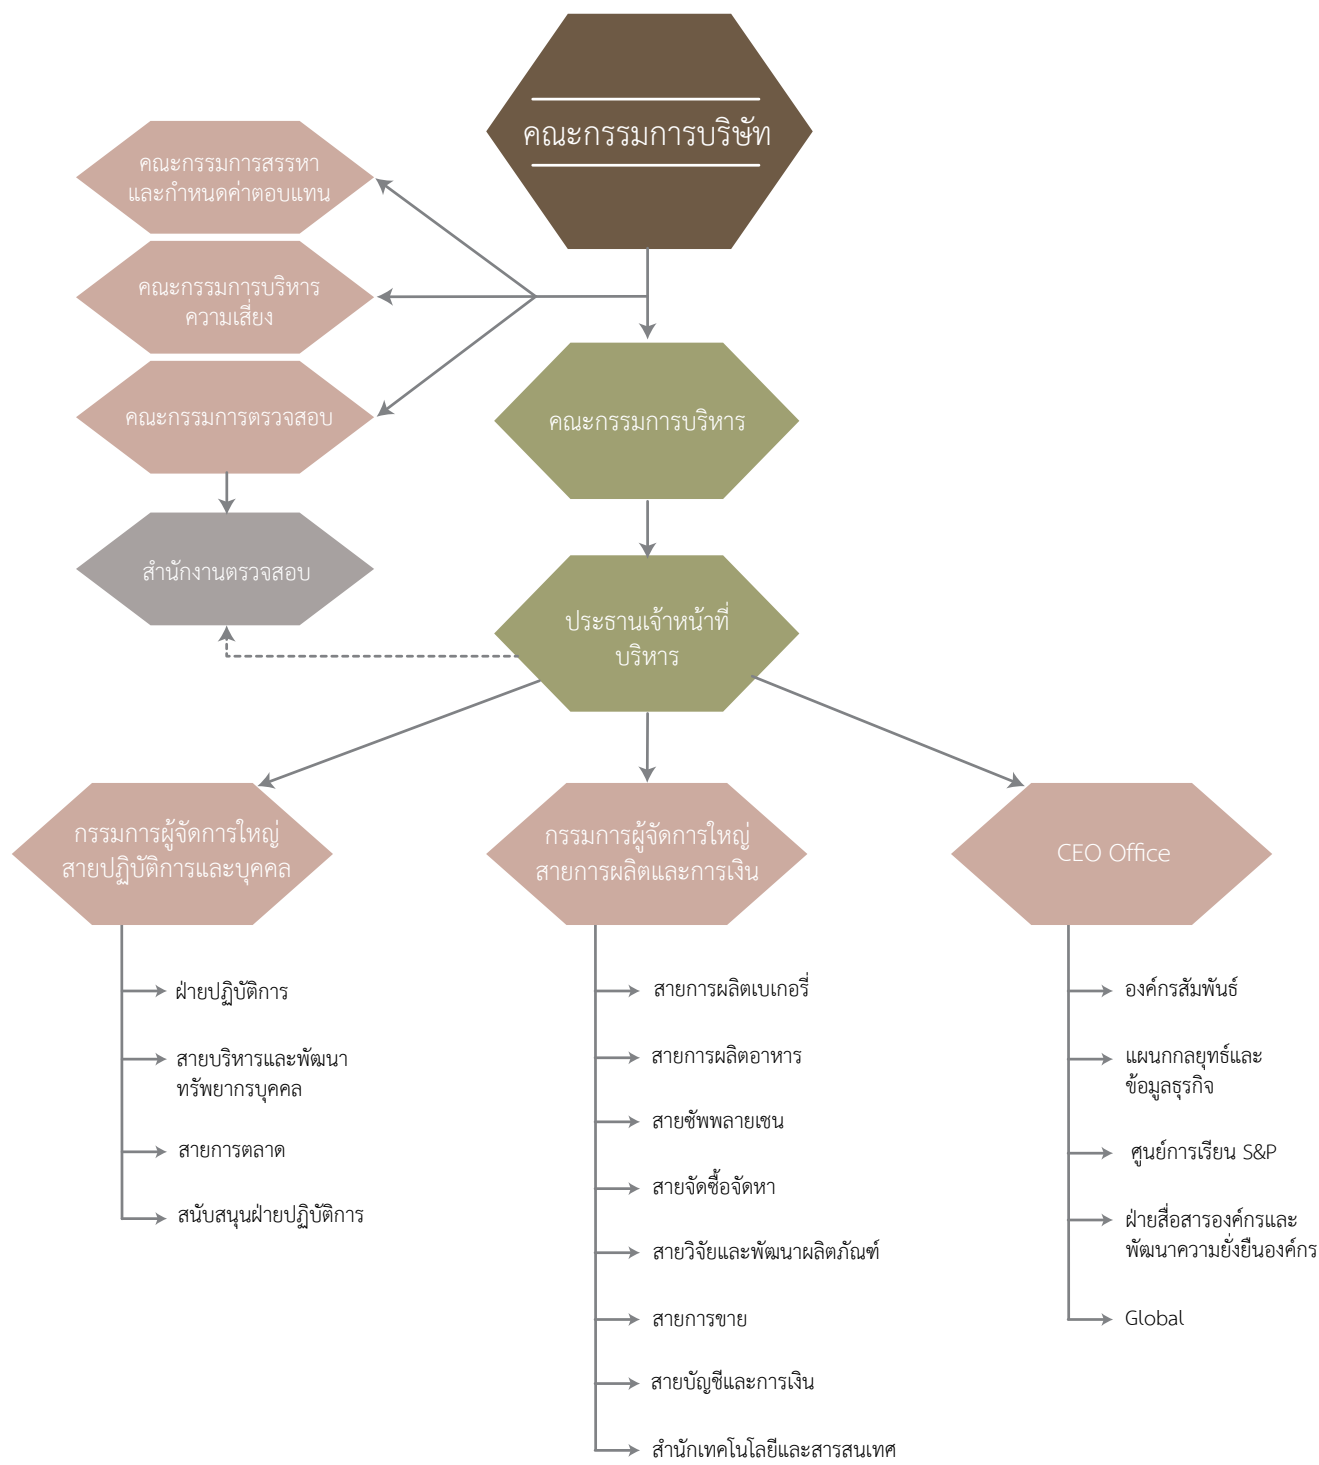 คณะกรรมการบริษัท
คณะกรรมการสรรหา
และกำหนดค่าตอบแทน
คณะกรรมการบริหาร
ความเสี่ยง
คณะกรรมการตรวจสอบ
คณะกรรมการบริหาร
สำนักงานตรวจสอบ
ประธานเจ้าหน้าที่
บริหาร
กรรมการผู้จัดการใหญ่
สายปฏิบัติการและบุคคล
ฝ่ายปฏิบัติการ
สายบริหารและพัฒนา
ทรัพยากรบุคคล
สายการตลาด
สนับสนุนฝ่ายปฏิบัติการ
กรรมการผู้จัดการใหญ่
สายการผลิตและการเงิน
สายการผลิตเบเกอรี่
สายการผลิตอาหาร
สายซัพพลายเชน
สายจัดซื้อจัดหา
สายวิจัยและพัฒนาผลิตภัณฑ์
สายการขาย
สายบัญชีและการเงิน
สำนักเทคโนโลยีและสารสนเทศ
CEO Office
องค์กรสัมพันธ์
แผนกกลยุทธ์และ
ข้อมูลธุรกิจ
ศูนย์การเรียน S&P
ฝ่ายสื่อสารองค์กรและ
พัฒนาความยั่งยืนองค์กร
Global